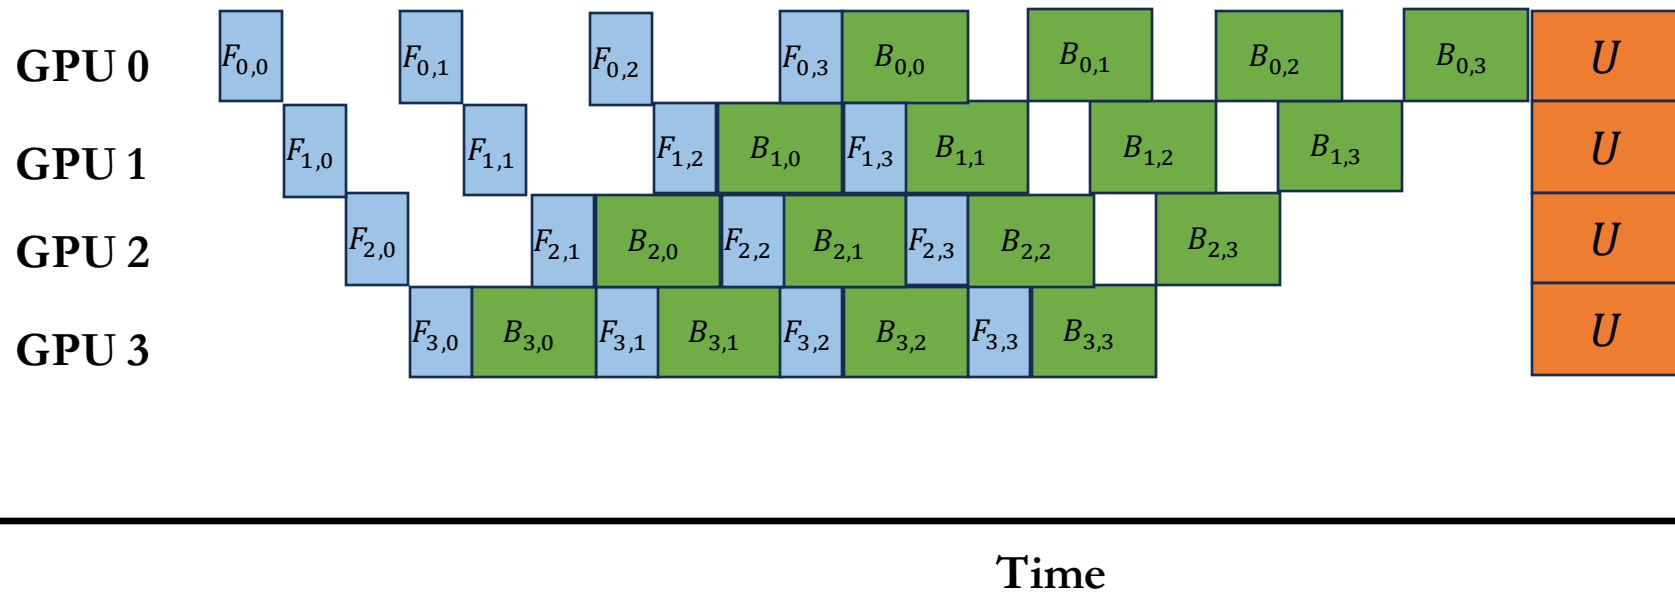 GPU 0 F0,0 F0,1 F0,2 F0,3 B0,0 B0,1 B0,2 B0,3 U
GPU 1 F1,0 F1,1 F1,2 B1,0 F1,3 B1,1 B1,2 B1,3 U
GPU 2 F2,0 F2,1 B2,0 F2,2 B2,1 F2,3 B2,2 B2,3 U
GPU 3 F3,0 B3,0 F3,1 B3,1 F3,2 B3,2 F3,3 B3,3 U
Time